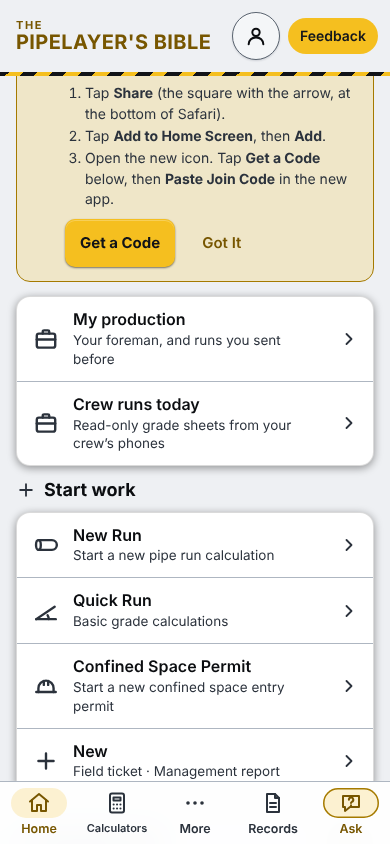 THE
PIPELAYER'S BIBLE
Feedback
1. Tap Share (the square with the arrow, at
the bottom of Safari).
2. Tap Add to Home Screen, then Add.
3. Open the new icon. Tap Get a Code
below, then Paste Join Code in the new
app.
Get a Code
Got It
My production
Your foreman, and runs you sent
before
Crew runs today
Read-only grade sheets from your
crew's phones
Start work
New Run
Start a new pipe run calculation
Quick Run
Basic grade calculations
Confined Space Permit
Start a new confined space entry
permit
New
Field ticket · Management report
Home
Calculators
More
Records
Ask